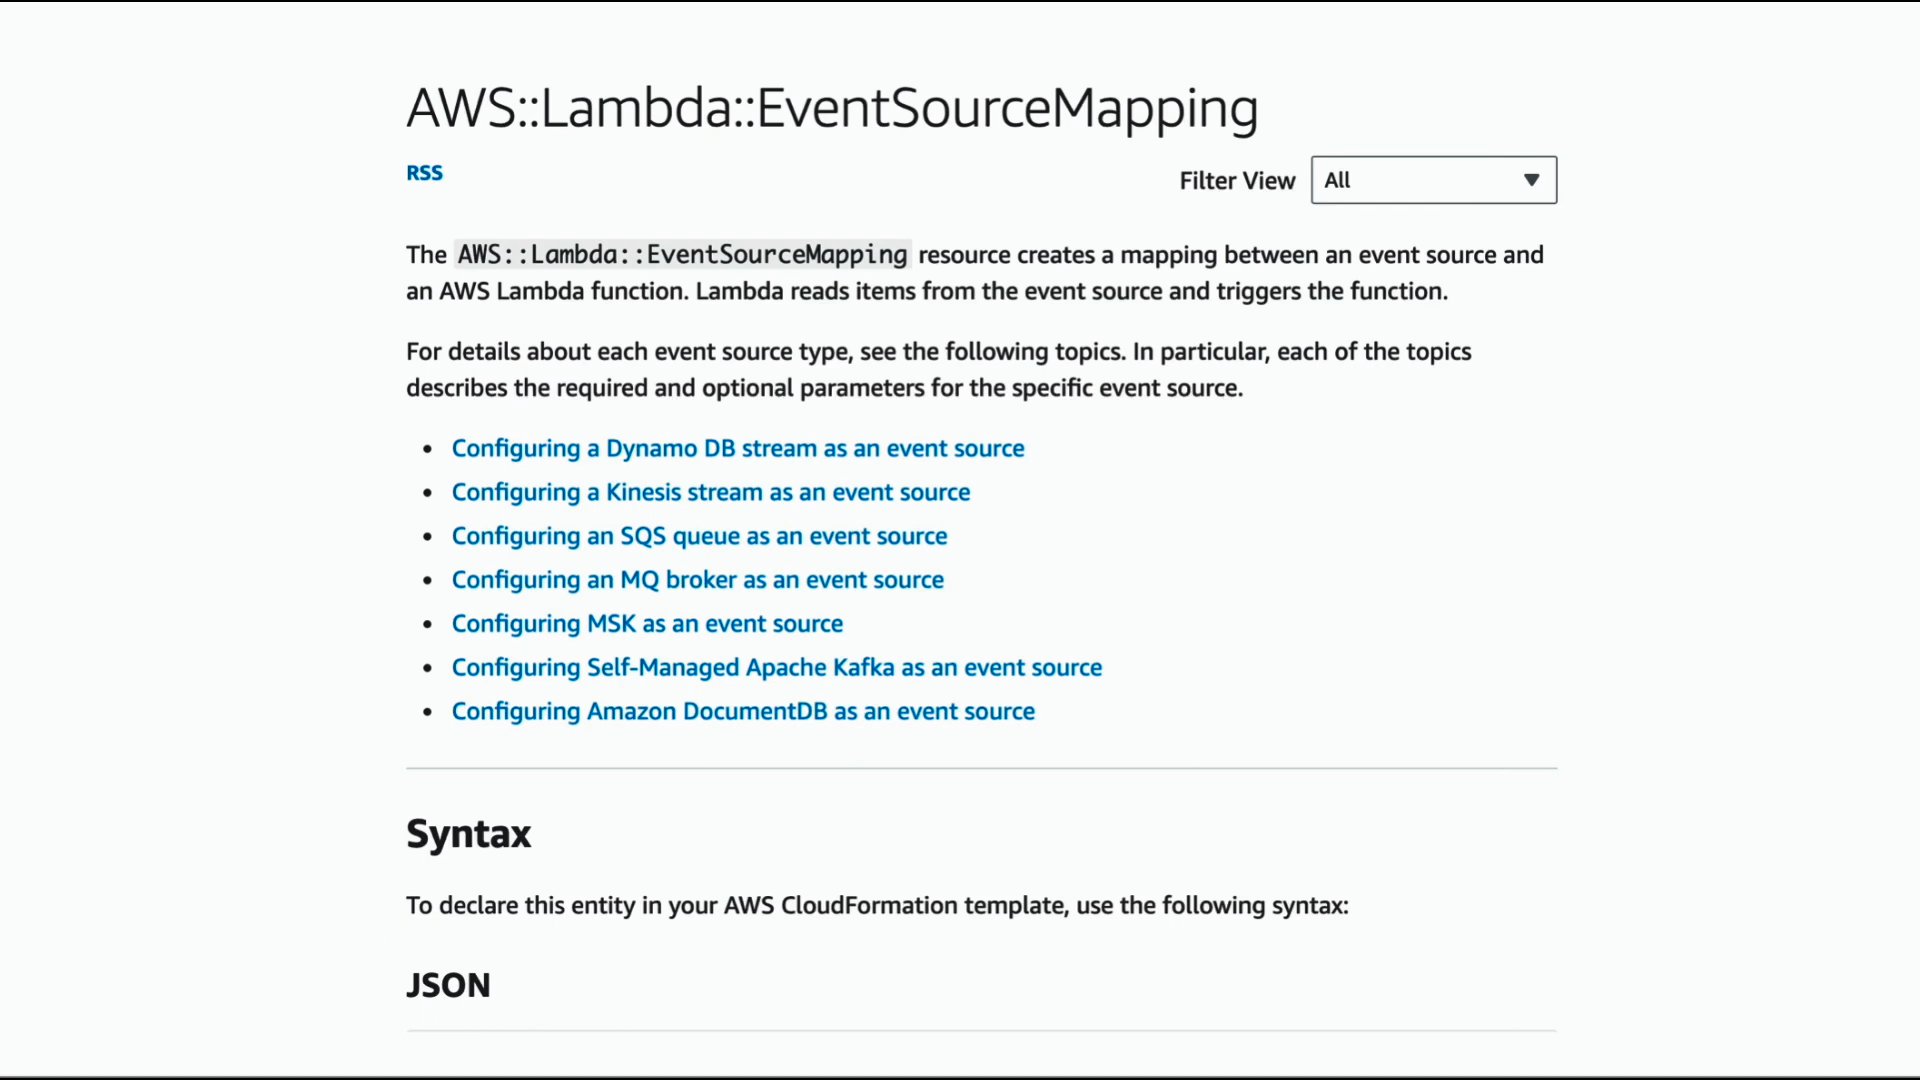 AWS::Lambda::EventSourceMapping
RSS
Filter View All
The AWS::Lambda::EventSourceMapping resource creates a mapping between an event source and
an AWS Lambda function. Lambda reads items from the event source and triggers the function.
For details about each event source type, see the following topics. In particular, each of the topics
describes the required and optional parameters for the specific event source.
• Configuring a Dynamo DB stream as an event source
• Configuring a Kinesis stream as an event source
• Configuring an SQS queue as an event source
• Configuring an MQ broker as an event source
• Configuring MSK as an event source
• Configuring Self-Managed Apache Kafka as an event source
• Configuring Amazon DocumentDB as an event source
Syntax
To declare this entity in your AWS CloudFormation template, use the following syntax:
JSON